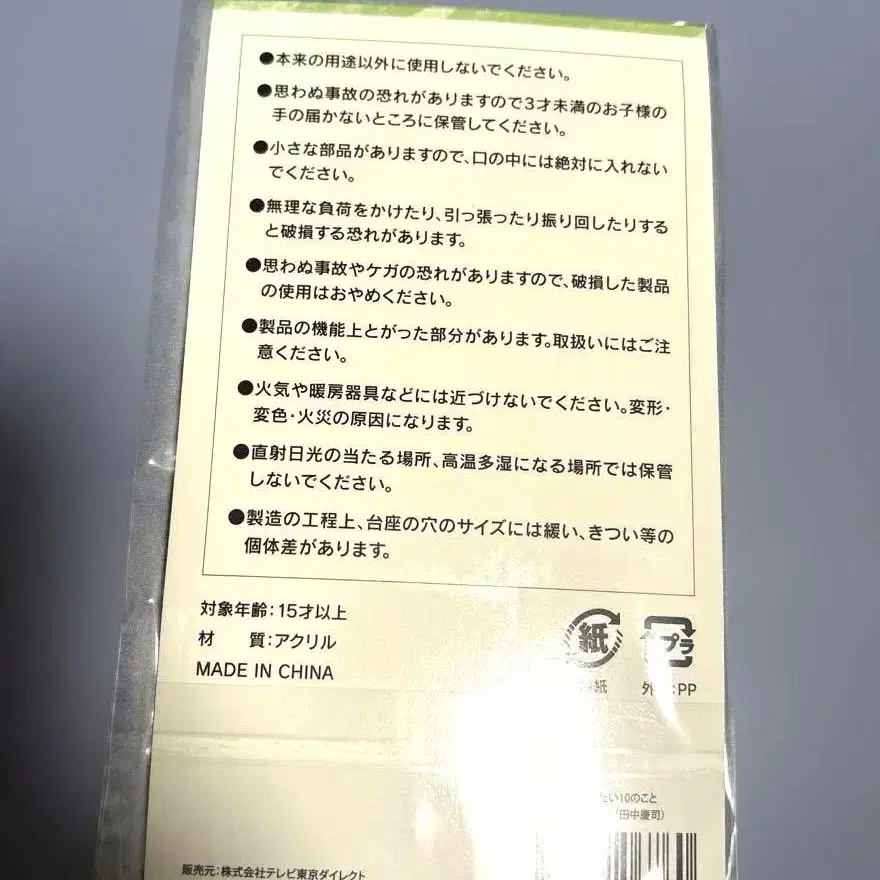 ●本来の用途以外に使用しないでください。
●思わぬ事故の恐れがありますので3才未満のお子様の
手の届かないところに保管してください。
●小さな部品がありますので、口の中には絶対に入れない
でください。
●無理な負荷をかけたり、引っ張ったり振り回したりする
と破損する恐れがあります。
●思わぬ事故やケガの恐れがありますので、破損した製品
の使用はおやめください。
●製品の機能上とがった部分があります。取扱いにはご注
意ください。
●火気や暖房器具などには近づけないでください。変形・
変色・火災の原因になります。
●直射日光の当たる場所、高温多湿になる場所では保管
しないでください。
●製造の工程上、台座の穴のサイズには緩い、きつい等の
個体差があります。
対象年齢：15才以上
材　質：アクリル
MADE IN CHINA
紙
プラ
紙
外 :PP
たい10のこと
(田中慶司)
販売元：株式会社テレビ東京ダイレクト